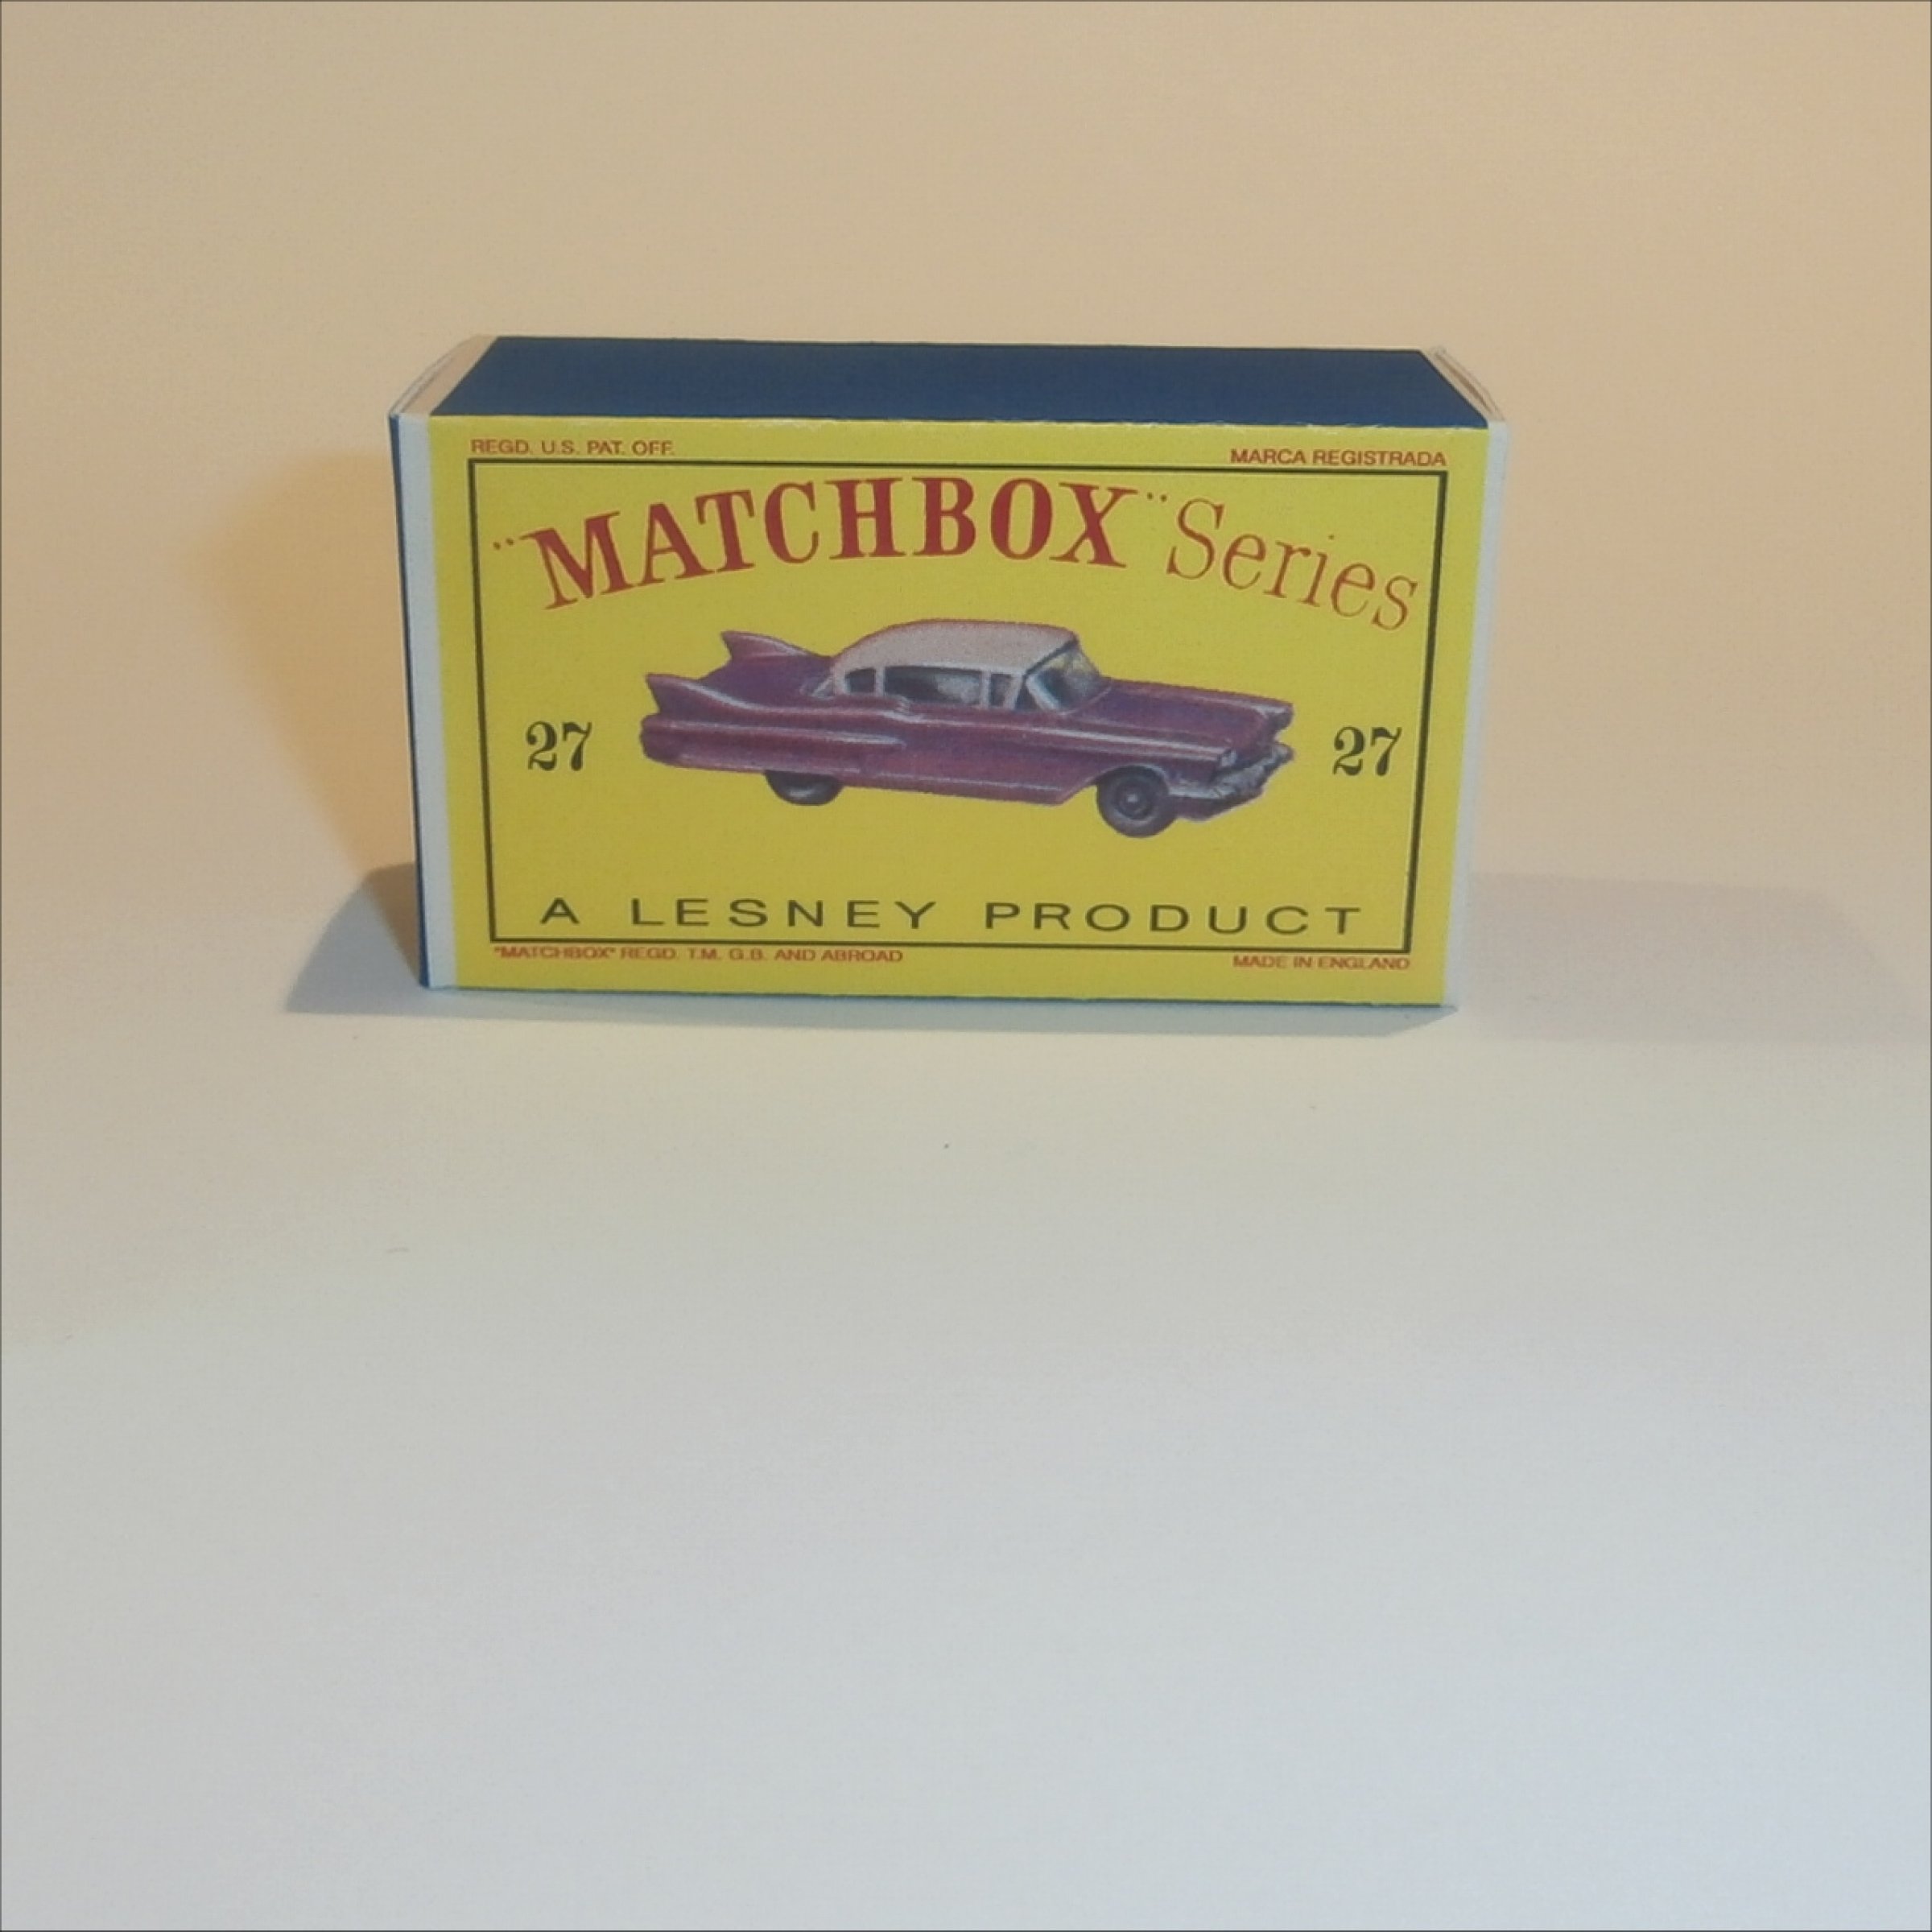 REGD. U.S. PAT. OFF.
MARCA REGISTRADA
"MATCHBOX" Series
27
27
A LESNEY PRODUCT
"MATCHBOX" REGD. T.M. G.B. AND ABROAD
MADE IN ENGLAND